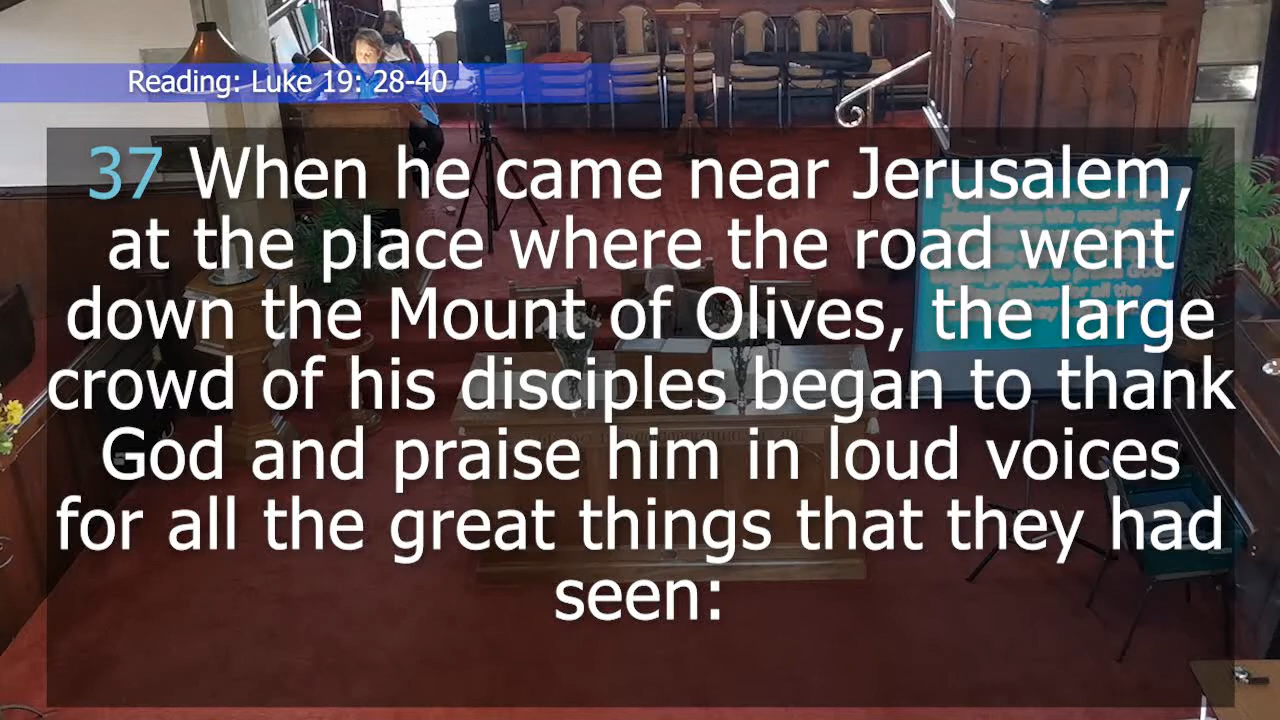 Reading: Luke 19: 28-40
37 When he came near Jerusalem,
at the place where the road went
down the Mount of Olives, the large
crowd of his disciples began to thank
God and praise him in loud voices
for all the great things that they had
seen: